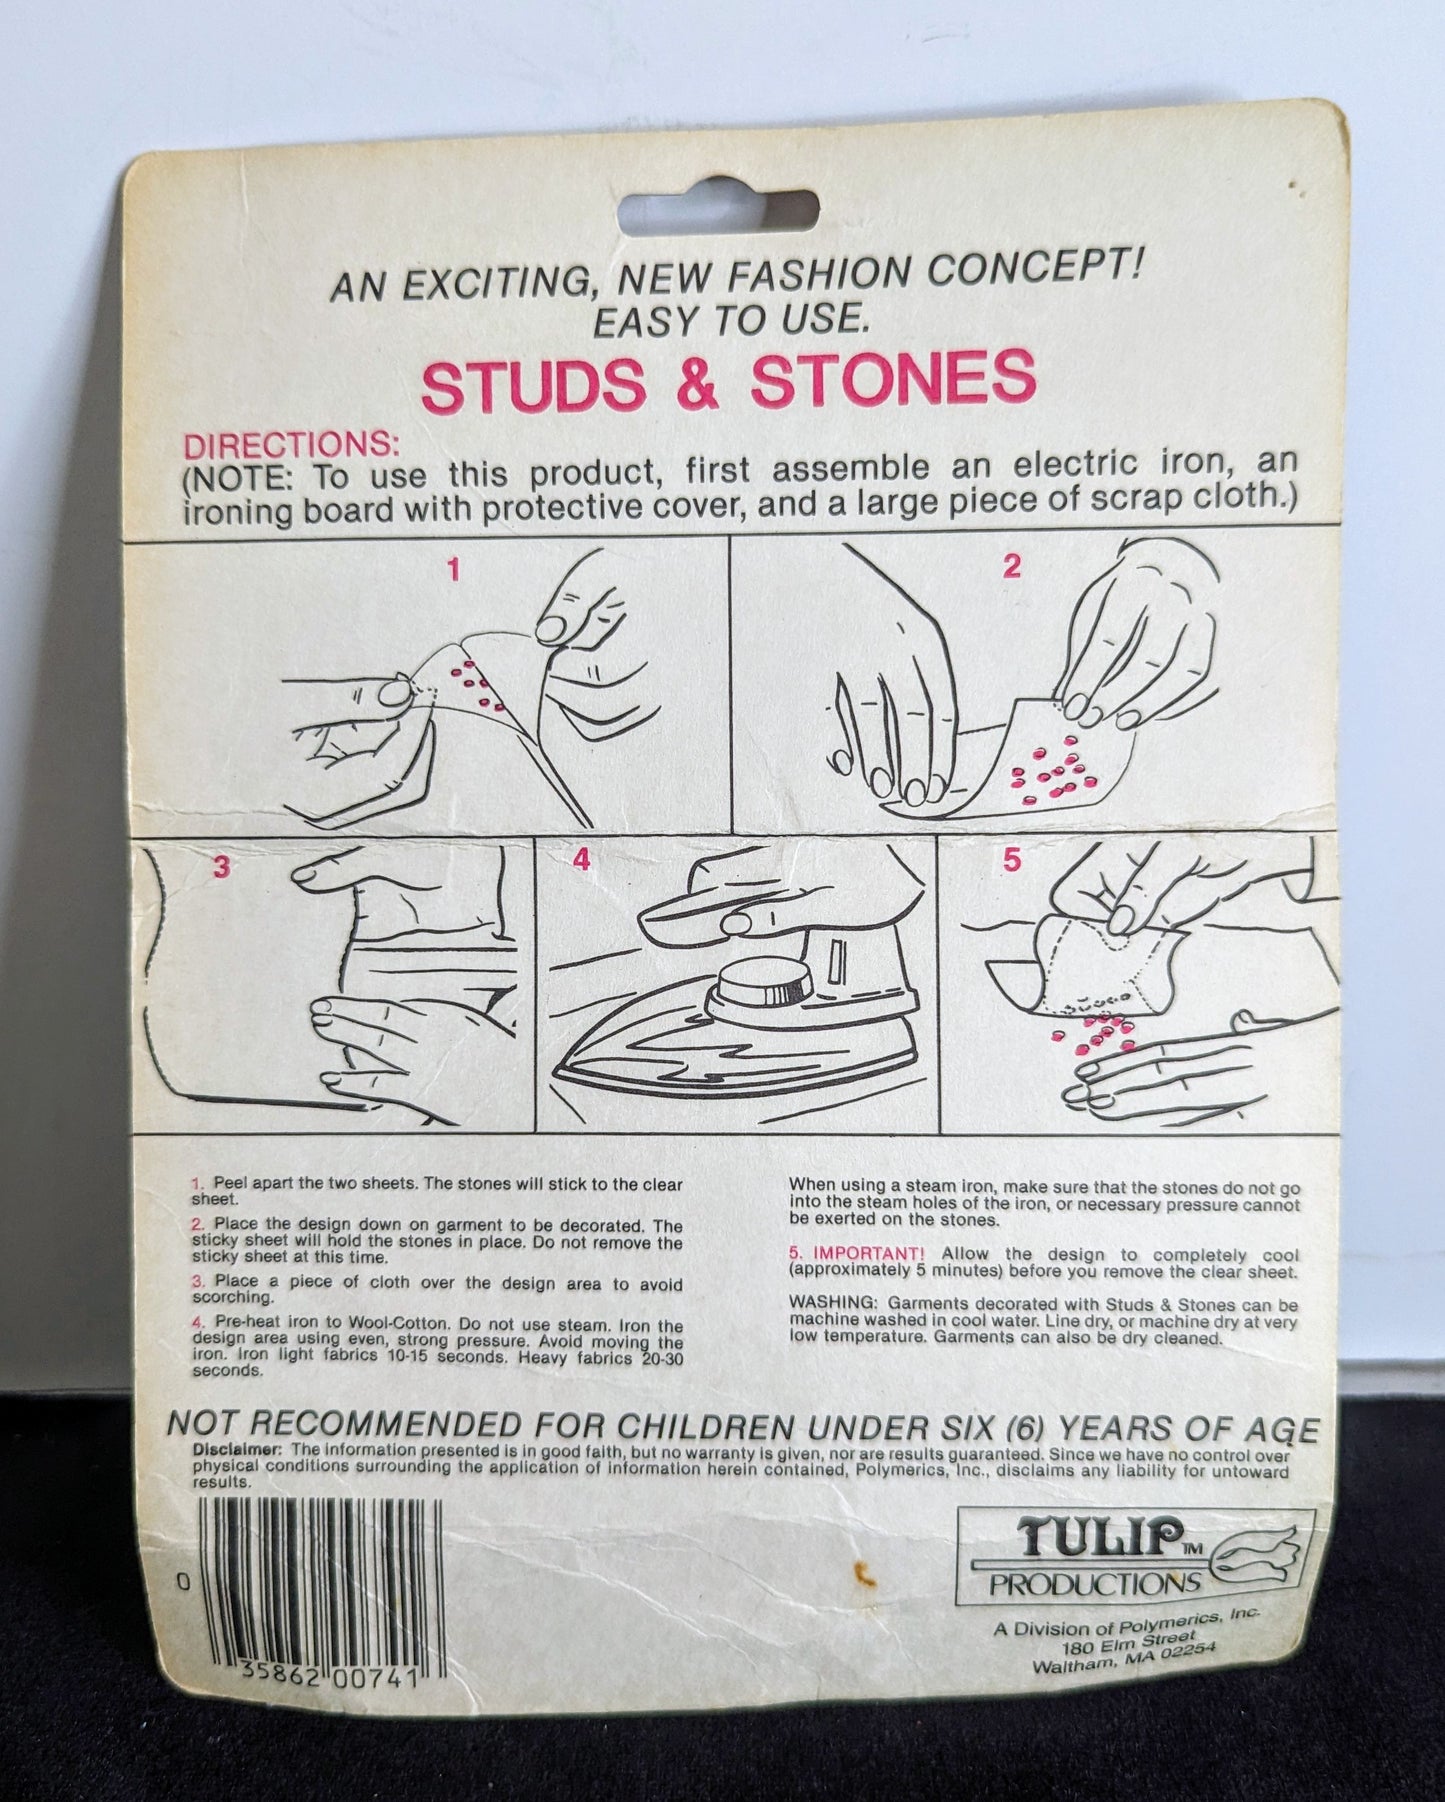 AN EXCITING, NEW FASHION CONCEPT!
EASY TO USE.
STUDS & STONES
DIRECTIONS:
(NOTE: To use this product, first assemble an electric iron, an
ironing board with protective cover, and a large piece of scrap cloth.)
1
2
3
4
5
1. Peel apart the two sheets. The stones will stick to the clear
sheet.
2. Place the design down on garment to be decorated. The
sticky sheet will hold the stones in place. Do not remove the
sticky sheet at this time.
3. Place a piece of cloth over the design area to avoid
scorching.
4. Pre-heat iron to Wool-Cotton. Do not use steam. Iron the
design area using even, strong pressure. Avoid moving the
iron. Iron light fabrics 10-15 seconds. Heavy fabrics 20-30
seconds.
When using a steam iron, make sure that the stones do not go
into the steam holes of the iron, or necessary pressure cannot
be exerted on the stones.
5. IMPORTANT! Allow the design to completely cool
(approximately 5 minutes) before you remove the clear sheet.
WASHING: Garments decorated with Studs & Stones can be
machine washed in cool water. Line dry, or machine dry at very
low temperature. Garments can also be dry cleaned.
NOT RECOMMENDED FOR CHILDREN UNDER SIX (6) YEARS OF AGE
Disclaimer: The information presented is in good faith, but no warranty is given, nor are results guaranteed. Since we have no control over
physical conditions surrounding the application of information herein contained, Polymerics, Inc., disclaims any liability for untoward
results.
0
35862 00741
TULIP TM
PRODUCTIONS
A Division of Polymerics, Inc.
180 Elm Street
Waltham, MA 02254